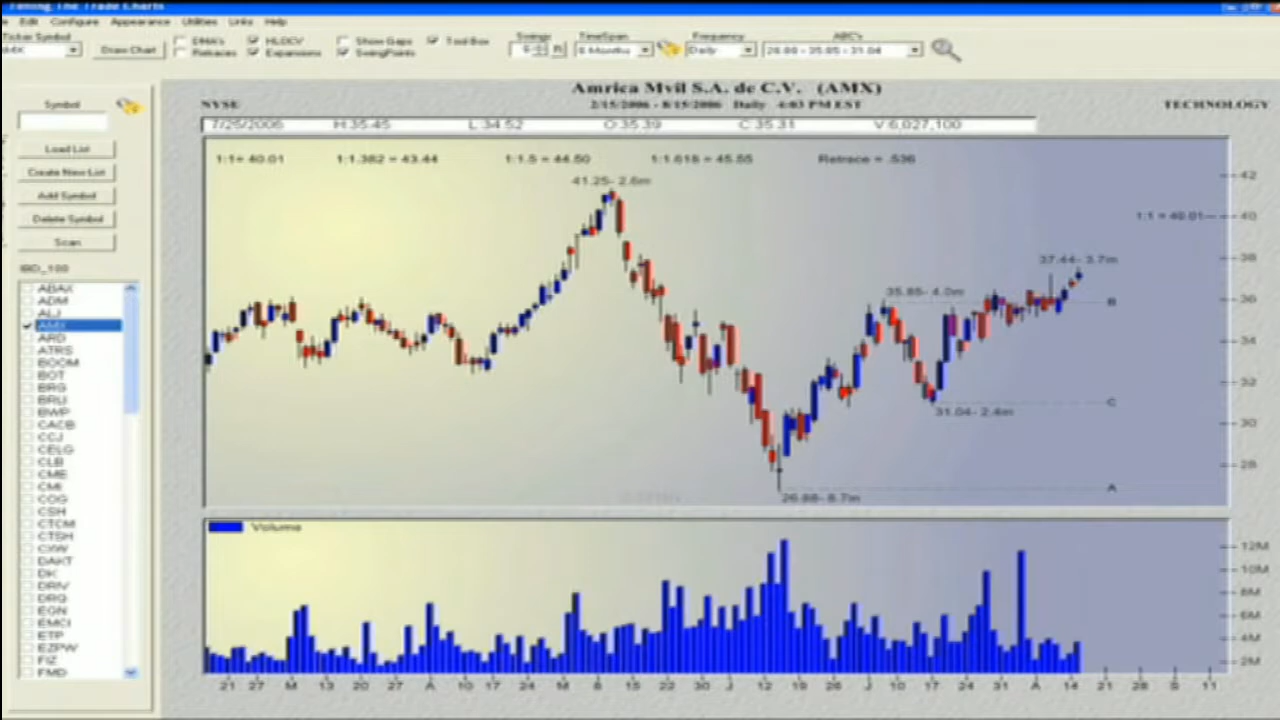 Timing The Trade Charts
Edit Configure Appearance Utilities Links Help
Ticker Symbol
AMX
Draw Chart
DMA's
Retraces
HLOCV
Expansions
Show Gaps
SwingPoints
Tool Box
Swings
TimeSpan
6 Months
Frequency
Daily
ABC's
26.88 - 35.85 - 31.04
Amrica Mvil S.A. de C.V. (AMX)
NYSE
2/15/2006 - 8/15/2006 Daily 4:03 PM EST
TECHNOLOGY
7/25/2006 H:35.45 L:34.52 O:35.39 C:35.31 V:6,027,100
1:1= 40.01 1:1.382 = 43.44 1:1.5 = 44.50 1:1.618 = 45.55 Retrace = .536
41.25- 2.6m
1:1 = 40.01
37.44- 3.7m
35.85- 4.0m
B
C
31.04- 2.4m
A
26.88- 8.7m
42
40
38
36
34
32
30
28
Volume
12M
10M
8M
6M
4M
2M
21 27 M 13 20 27 A 10 17 24 M 8 15 22 30 J 12 19 26 J 10 17 24 31 A 14 21 28 S 11
Symbol
Load List
Create New List
Add Symbol
Delete Symbol
Scan
IBD_100
ABAX
ADM
ALJ
AMX
ARD
ATRS
BOOM
BOT
BRG
BRLI
BWP
CACB
CCJ
CELG
CLB
CME
CMI
COG
CSH
CTCM
CTSH
CXW
DAKT
DK
DRIV
DRQ
EGN
EMCI
ETP
EZPW
FIZ
FMD